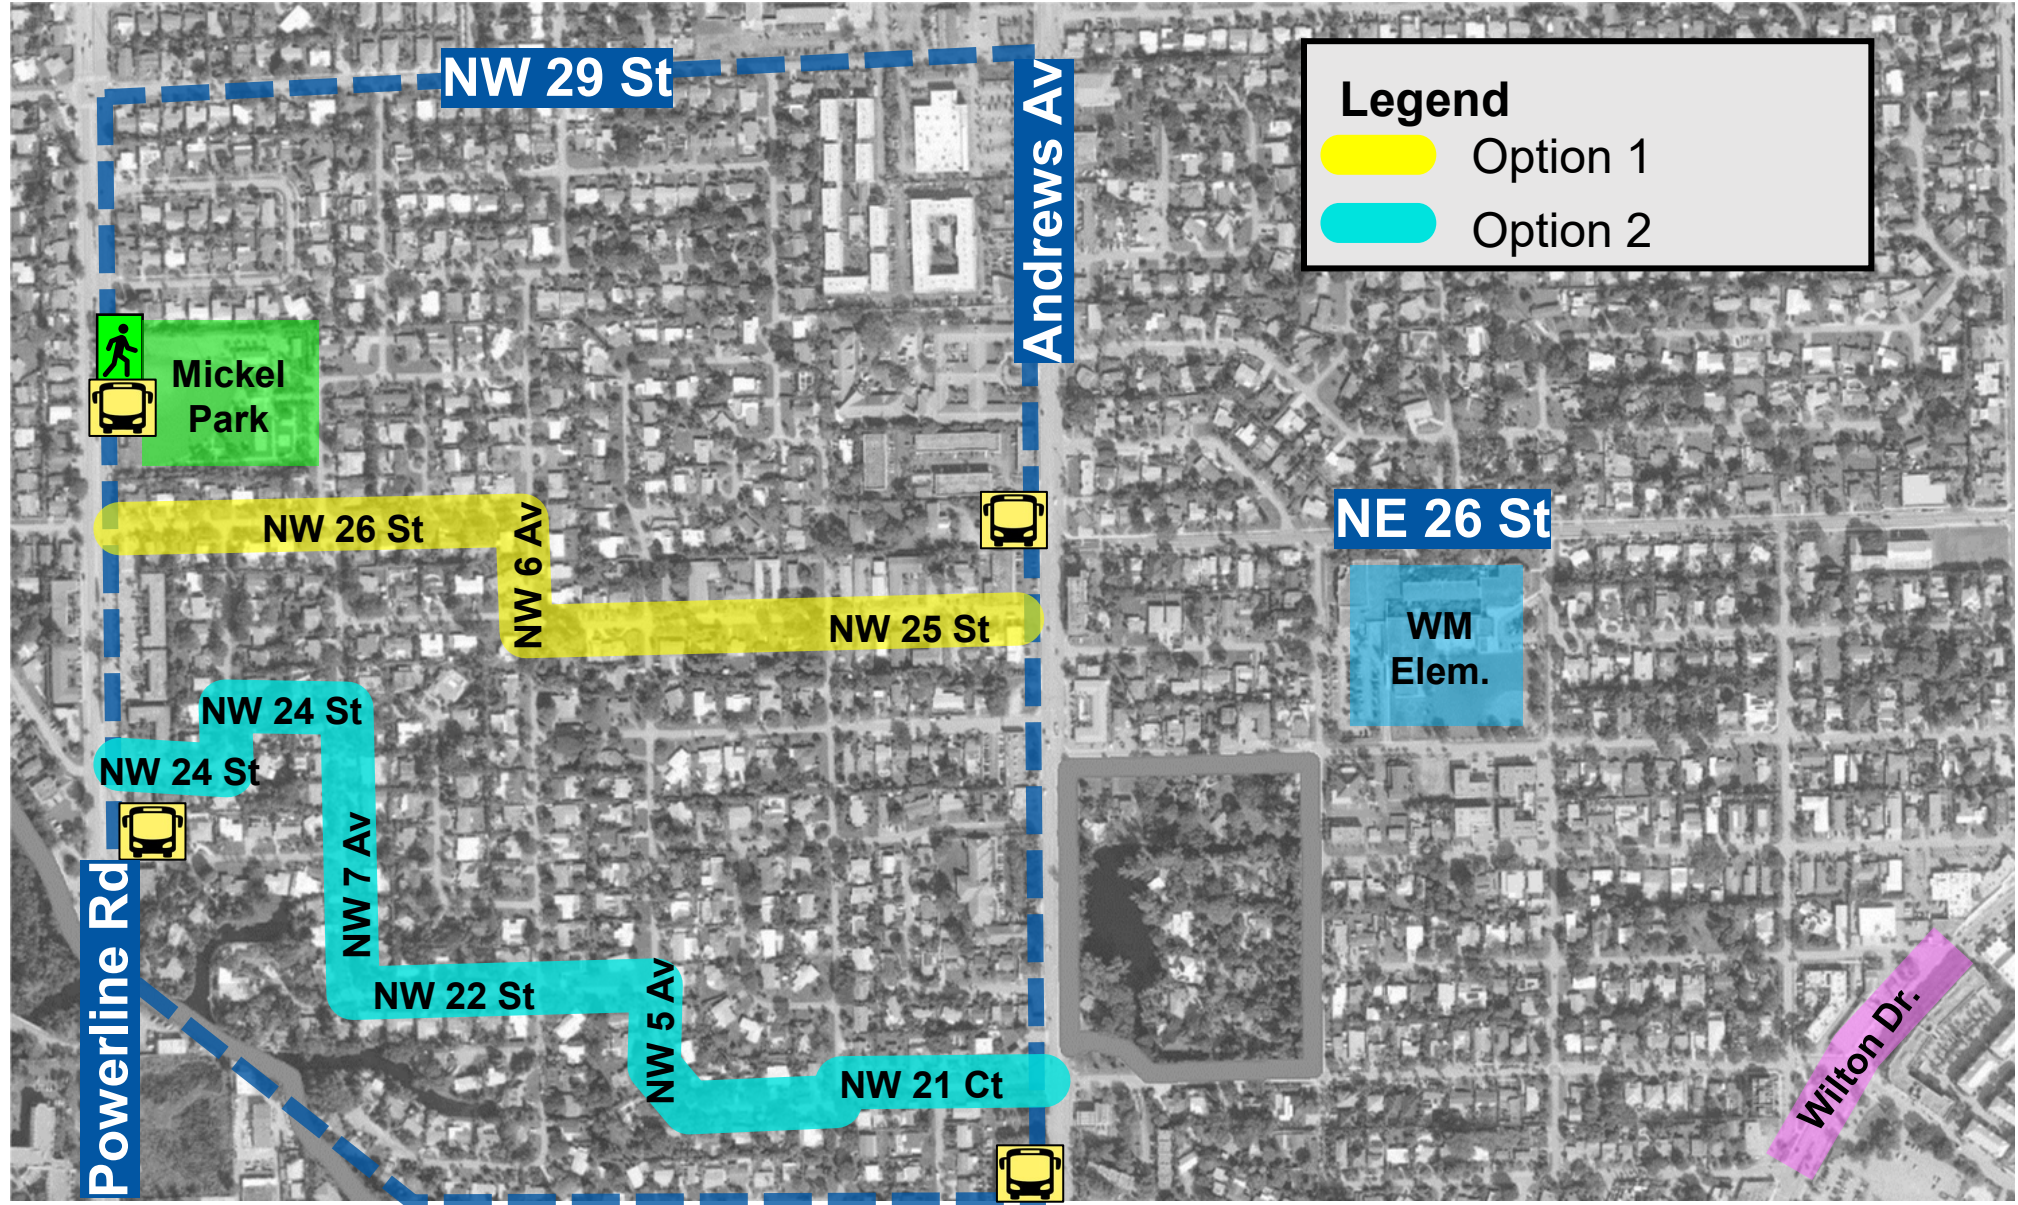 NW 29 St
Andrews Av
Legend
Option 1
Option 2
Mickel
Park
NW 26 St
NW 6 Av
NW 25 St
NE 26 St
WM
Elem.
NW 24 St
NW 24 St
NW 7 Av
NW 22 St
NW 5 Av
NW 21 Ct
Powerline Rd
Wilton Dr.